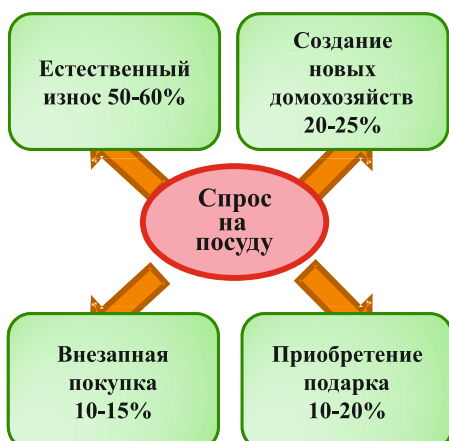 Естественный
износ 50-60%
Создание
новых
домохозяйств
20-25%
Спрос
на
посуду
Внезапная
покупка
10-15%
Приобретение
подарка
10-20%